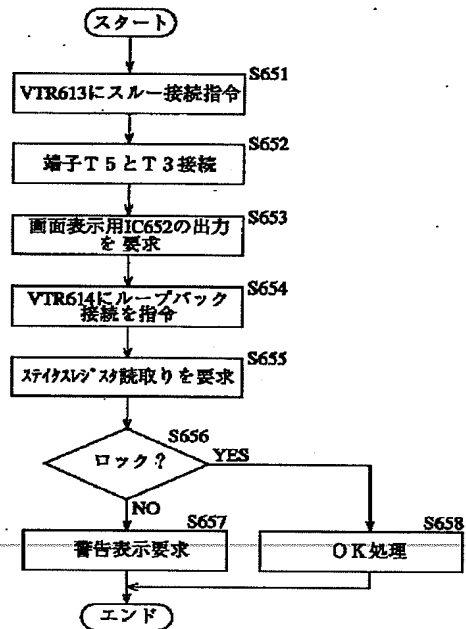 スタート
S651
VTR613にスルー接続指令
S652
端子T5とT3接続
S653
画面表示用IC652の出力
を 要求
S654
VTR614にループバック
接続を指令
S655
ステイタスレジスタ読取りを要求
S656
ロック?
YES
NO
S657
警告表示要求
S658
OK処理
エンド